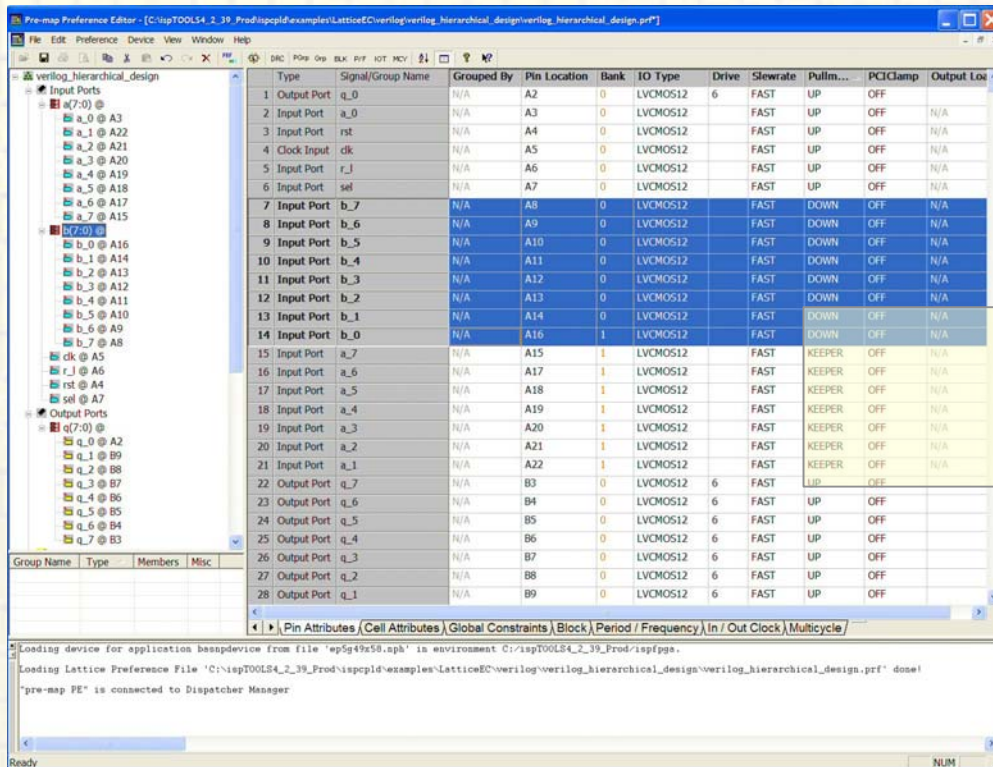 Pre-map Preference Editor - [C:\ispTOOLS4_2_39_Prod\ispcpld\examples\LatticeEC\verilog\verilog_hierarchical_design\verilog_hierarchical_design.prf*]
File Edit Preference Device View Window Help
DRC PGrp Grp BLK P/F IOT MCV
verilog_hierarchical_design
Input Ports
a(7:0) @
a_0 @ A3
a_1 @ A22
a_2 @ A21
a_3 @ A20
a_4 @ A19
a_5 @ A18
a_6 @ A17
a_7 @ A15
b(7:0) @
b_0 @ A16
b_1 @ A14
b_2 @ A13
b_3 @ A12
b_4 @ A11
b_5 @ A10
b_6 @ A9
b_7 @ A8
clk @ A5
r_l @ A6
rst @ A4
sel @ A7
Output Ports
q(7:0) @
q_0 @ A2
q_1 @ B9
q_2 @ B8
q_3 @ B7
q_4 @ B6
q_5 @ B5
q_6 @ B4
q_7 @ B3
Group Name Type Members Misc
Type Signal/Group Name Grouped By Pin Location Bank IO Type Drive Slewrate Pullm... PCIClamp Output Loa
1 Output Port q_0 N/A A2 0 LVCMOS12 6 FAST UP OFF
2 Input Port a_0 N/A A3 0 LVCMOS12 FAST UP OFF N/A
3 Input Port rst N/A A4 0 LVCMOS12 FAST UP OFF N/A
4 Clock Input clk N/A A5 0 LVCMOS12 FAST UP OFF N/A
5 Input Port r_l N/A A6 0 LVCMOS12 FAST UP OFF N/A
6 Input Port sel N/A A7 0 LVCMOS12 FAST UP OFF N/A
7 Input Port b_7 N/A A8 0 LVCMOS12 FAST DOWN OFF N/A
8 Input Port b_6 N/A A9 0 LVCMOS12 FAST DOWN OFF N/A
9 Input Port b_5 N/A A10 0 LVCMOS12 FAST DOWN OFF N/A
10 Input Port b_4 N/A A11 0 LVCMOS12 FAST DOWN OFF N/A
11 Input Port b_3 N/A A12 0 LVCMOS12 FAST DOWN OFF N/A
12 Input Port b_2 N/A A13 0 LVCMOS12 FAST DOWN OFF N/A
13 Input Port b_1 N/A A14 0 LVCMOS12 FAST DOWN OFF N/A
14 Input Port b_0 N/A A16 1 LVCMOS12 FAST DOWN OFF N/A
15 Input Port a_7 N/A A15 1 LVCMOS12 FAST KEEPER OFF N/A
16 Input Port a_6 N/A A17 1 LVCMOS12 FAST KEEPER OFF N/A
17 Input Port a_5 N/A A18 1 LVCMOS12 FAST KEEPER OFF N/A
18 Input Port a_4 N/A A19 1 LVCMOS12 FAST KEEPER OFF N/A
19 Input Port a_3 N/A A20 1 LVCMOS12 FAST KEEPER OFF N/A
20 Input Port a_2 N/A A21 1 LVCMOS12 FAST KEEPER OFF N/A
21 Input Port a_1 N/A A22 1 LVCMOS12 FAST KEEPER OFF N/A
22 Output Port q_7 N/A B3 0 LVCMOS12 6 FAST UP OFF
23 Output Port q_6 N/A B4 0 LVCMOS12 6 FAST UP OFF
24 Output Port q_5 N/A B5 0 LVCMOS12 6 FAST UP OFF
25 Output Port q_4 N/A B6 0 LVCMOS12 6 FAST UP OFF
26 Output Port q_3 N/A B7 0 LVCMOS12 6 FAST UP OFF
27 Output Port q_2 N/A B8 0 LVCMOS12 6 FAST UP OFF
28 Output Port q_1 N/A B9 0 LVCMOS12 6 FAST UP OFF
Pin Attributes Cell Attributes Global Constraints Block Period / Frequency In / Out Clock Multicycle
Loading device for application basnpdevice from file 'ep5g49x58.nph' in environment C:/ispTOOLS4_2_39_Prod/ispfpga.
Loading Lattice Preference File 'C:\ispTOOLS4_2_39_Prod\ispcpld\examples\LatticeEC\verilog\verilog_hierarchical_design\verilog_hierarchical_design.prf' done!
"pre-map PE" is connected to Dispatcher Manager
Ready NUM